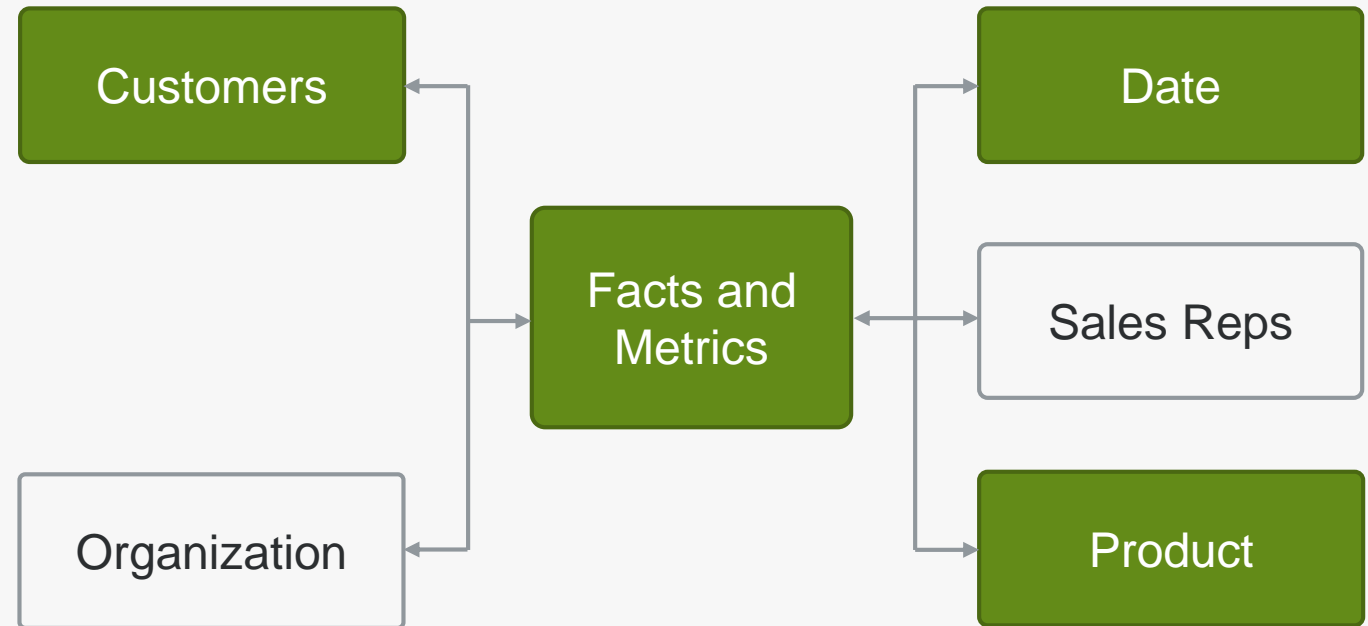 Customers
Date
Facts and
Metrics
Sales Reps
Organization
Product